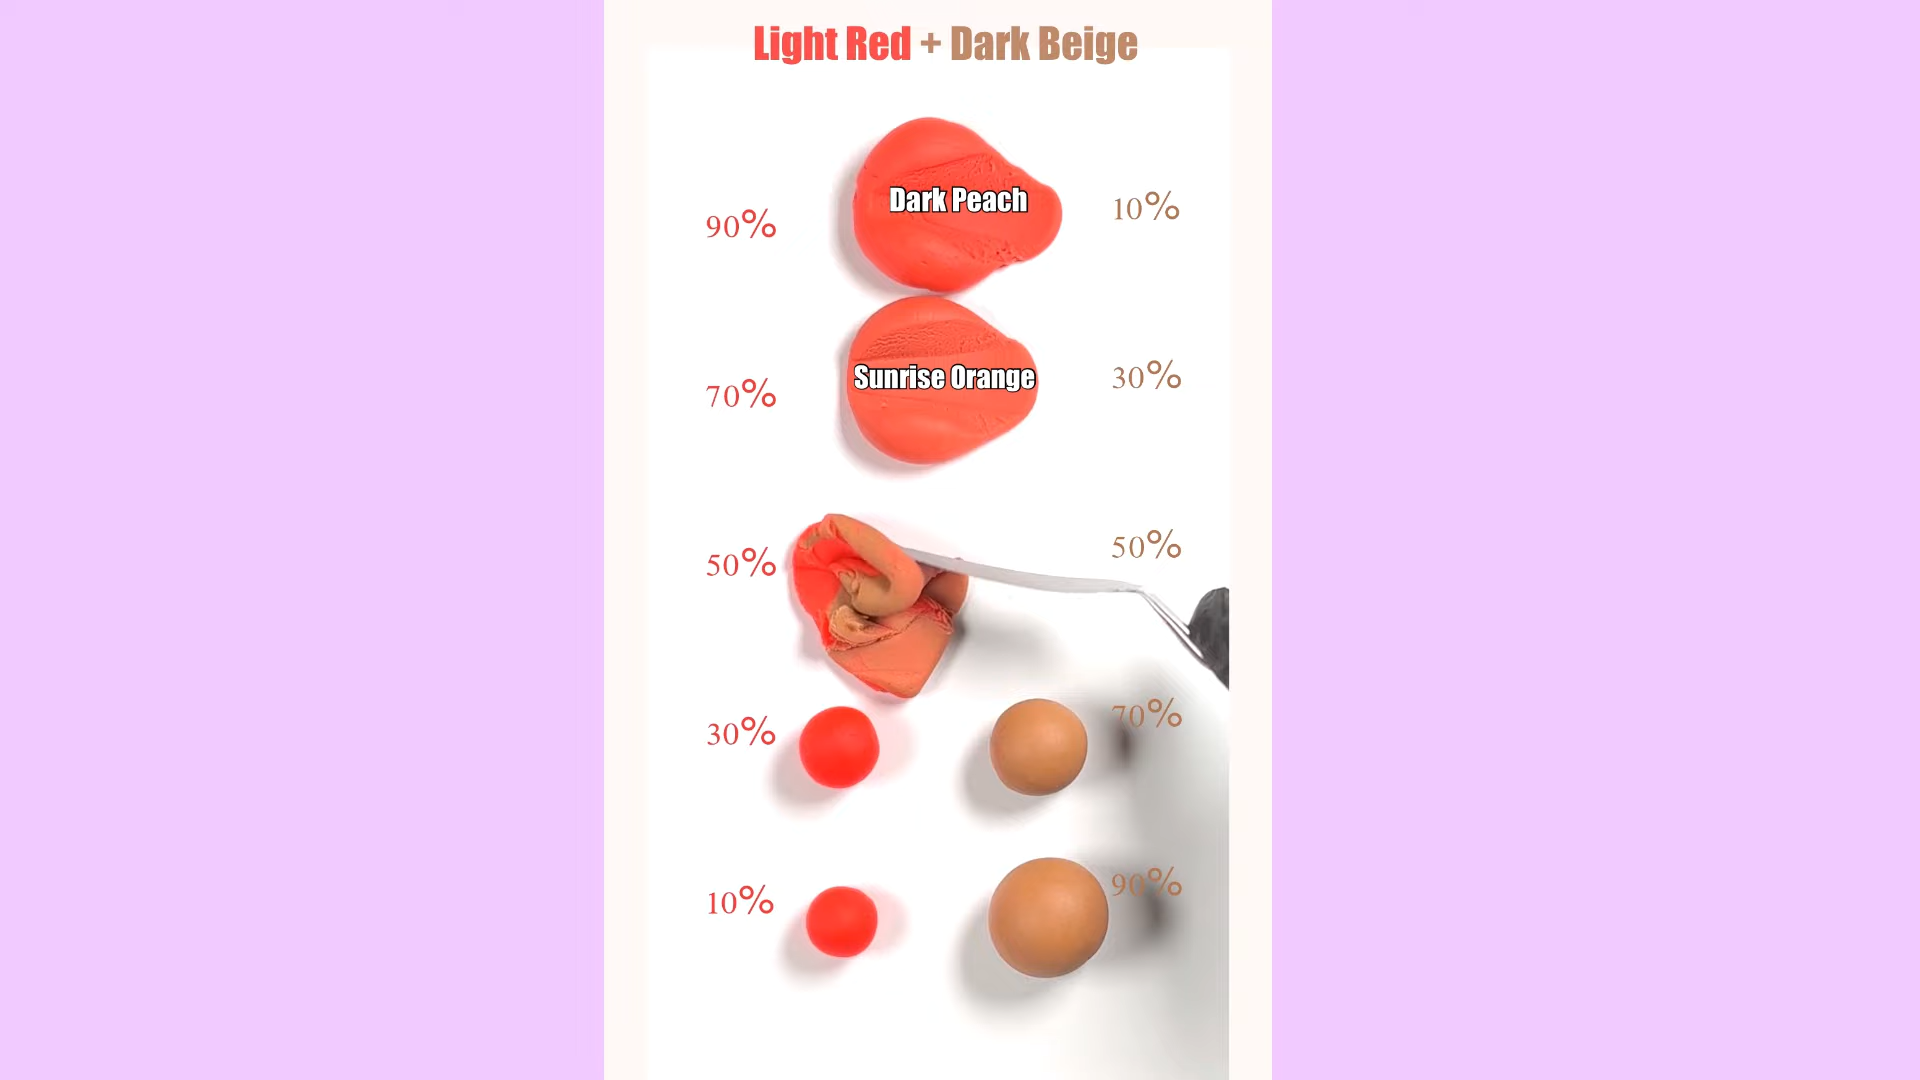 Light Red + Dark Beige
Dark Peach
90% 10%
Sunrise Orange
70% 30%
50% 50%
30% 70%
10% 90%